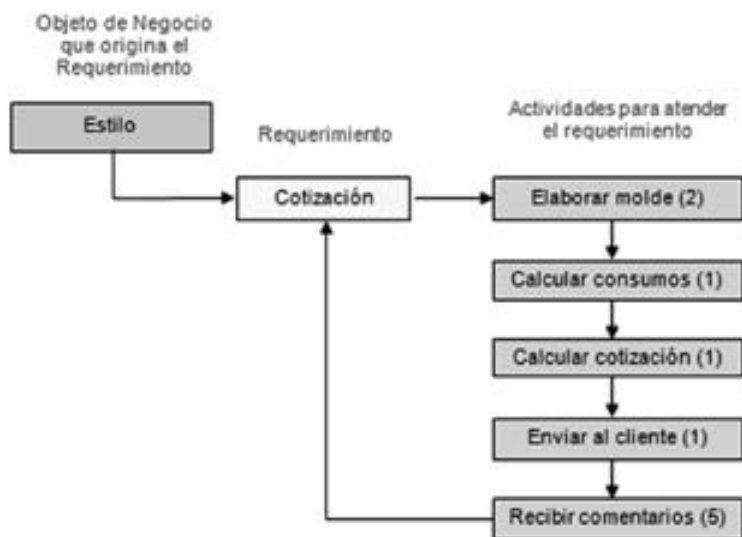 Objeto de Negocio
que origina el
Requerimiento
Estilo
Requerimiento
Cotización
Actividades para atender
el requerimiento
Elaborar molde (2)
Calcular consumos (1)
Calcular cotización (1)
Enviar al cliente (1)
Recibir comentarios (5)